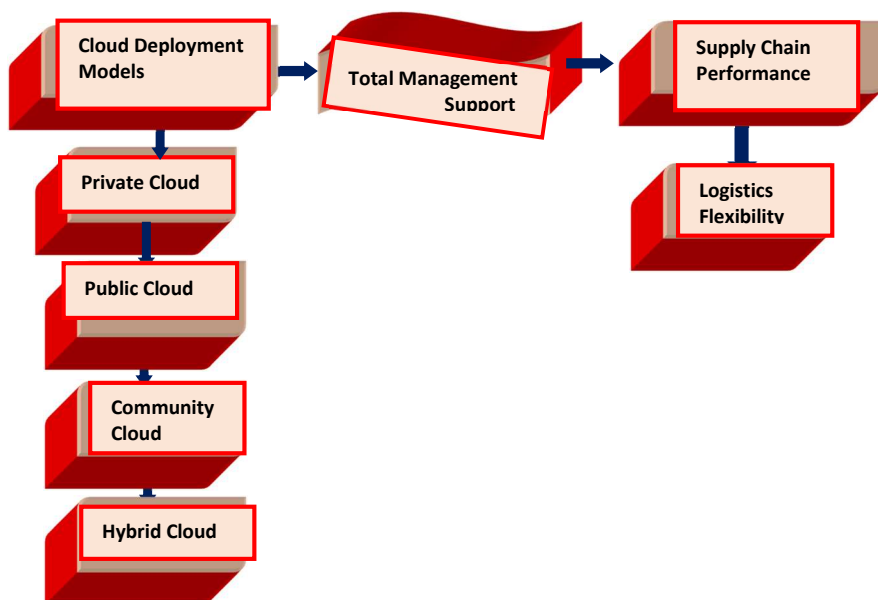 Cloud Deployment
Models
Total Management
Support
Supply Chain
Performance
Private Cloud
Logistics
Flexibility
Public Cloud
Community
Cloud
Hybrid Cloud